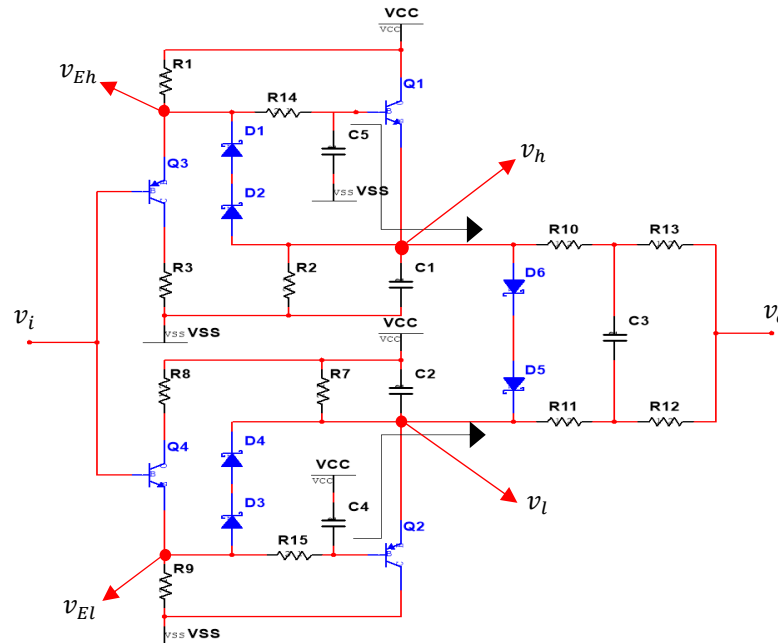 VCC
VCC
R1
Q1
v_Eh
R14
D1
C5
v_h
Q3
VSS VSS
D2
R10
R13
R3
R2
C1
D6
v_i
VSS VSS
VCC
VCC
C3
v_o
R8
R7
C2
D5
R11
R12
Q4
D4
VCC
VCC
C4
v_l
D3
Q2
R15
v_El
R9
VSS VSS